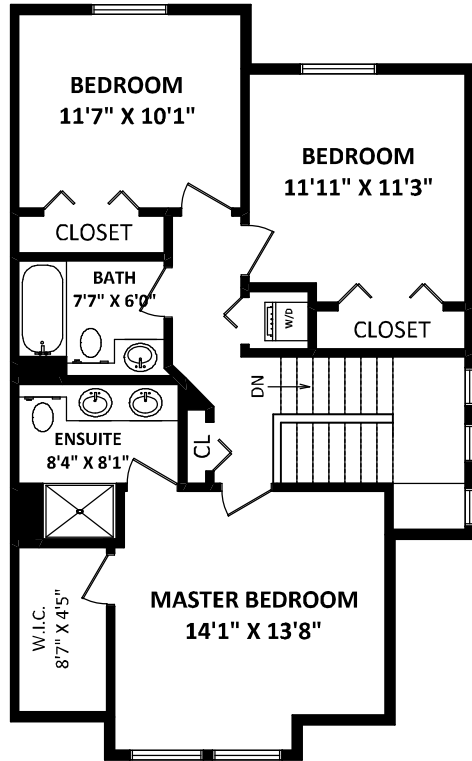 BEDROOM
11'7" X 10'1"
BEDROOM
11'11" X 11'3"
CLOSET
BATH
7'7" X 6'0"
W/D
CLOSET
DN
CL
ENSUITE
8'4" X 8'1"
MASTER BEDROOM
14'1" X 13'8"
W.I.C.
8'7" X 4'5"